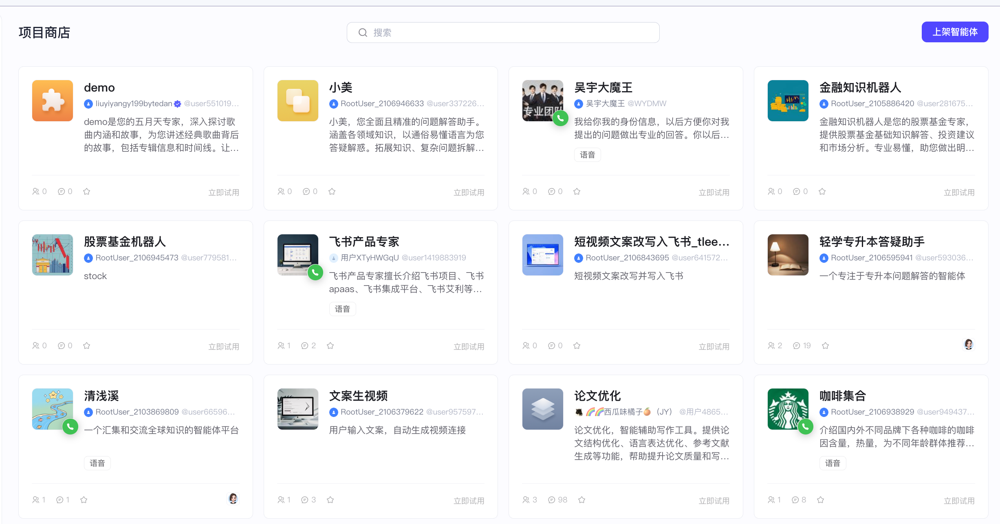 项目商店
搜索
上架智能体
demo
liuyiyangy199bytedan @user551019...
demo是您的五月天专家，深入探讨歌
曲内涵和故事，为您讲述经典歌曲背后
的故事，包括专辑信息和时间线。让...
0 0 立即试用
小美
RootUser_2106946633 @user337226...
小美，您全面且精准的问题解答助手。
涵盖各领域知识，以通俗易懂语言为您
答疑解惑。拓展知识、复杂问题拆解...
0 0 立即试用
专业团队
吴宇大魔王
吴宇大魔王 @WYDMW
我给你我的身份信息，以后方便你对我
提出的问题做出专业的回答。你以后...
语音
0 0 立即试用
金融知识机器人
RootUser_2105886420 @user281675...
金融知识机器人是您的股票基金专家，
提供股票基金基础知识解答、投资建议
和市场分析。专业易懂，助您做出明...
0 0 立即试用
股票基金机器人
RootUser_2106945473 @user779581...
stock
0 0 立即试用
飞书产品专家
用户XTyHWGqU @user1419883919
飞书产品专家擅长介绍飞书项目、飞书
apaas、飞书集成平台、飞书艾利等...
语音
1 2 立即试用
短视频文案改写入飞书_tlee...
RootUser_2106843695 @user641572...
短视频文案改写并写入飞书
0 0 立即试用
轻学专升本答疑助手
RootUser_2106595941 @user593036...
一个专注于专升本问题解答的智能体
2 19
清浅溪
RootUser_2103869809 @user66596...
一个汇集和交流全球知识的智能体平台
语音
1 1
文案生视频
RootUser_2106379622 @user957597...
用户输入文案，自动生成视频连接
1 3 立即试用
论文优化
🌈🌈西瓜味橘子🍊（JY） @用户4865...
论文优化，智能辅助写作工具。提供论
文结构优化、语言表达优化、参考文献
生成等功能，帮助提升论文质量和写...
3 98 立即试用
咖啡集合
RootUser_2106938929 @user949437...
介绍国内外不同品牌下各种咖啡的咖啡
因含量，热量，为不同年龄群体推荐...
语音
1 8 立即试用